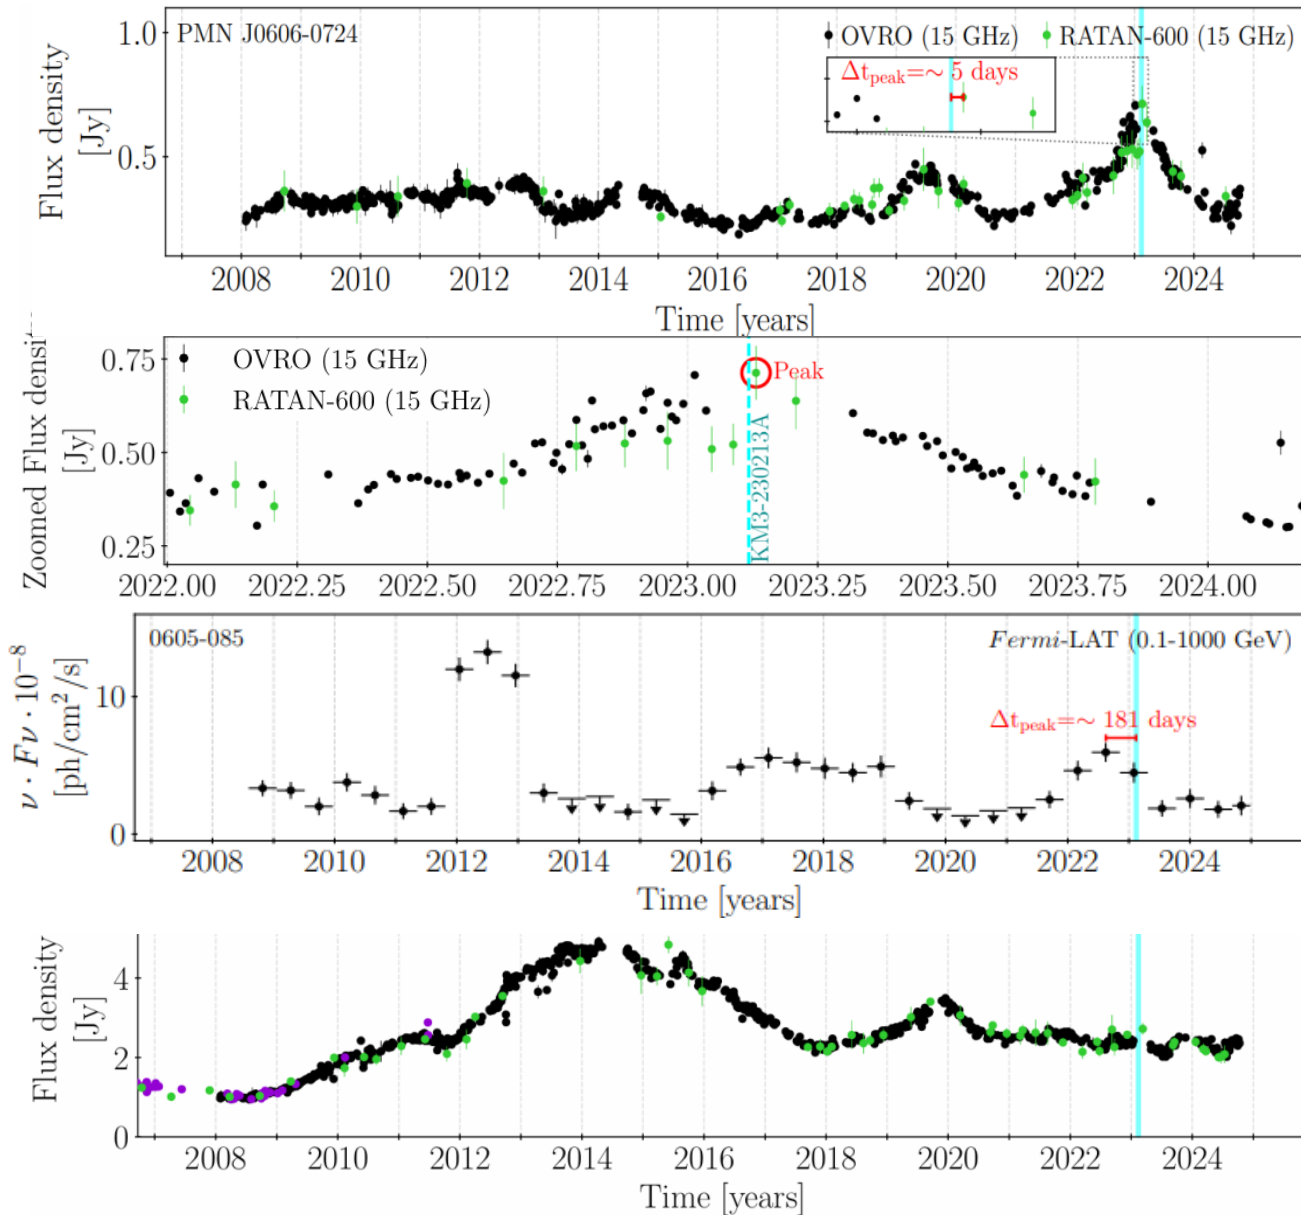 PMN J0606-0724
OVRO (15 GHz) RATAN-600 (15 GHz)
Δt_peak=∼ 5 days
1.0
0.5
Flux density
[Jy]
2008 2010 2012 2014 2016 2018 2020 2022 2024
Time [years]
OVRO (15 GHz)
RATAN-600 (15 GHz)
Peak
KM3-230213A
0.75
0.50
0.25
Zoomed Flux density
[Jy]
2022.00 2022.25 2022.50 2022.75 2023.00 2023.25 2023.50 2023.75 2024.00
0605-085
Fermi-LAT (0.1-1000 GeV)
Δt_peak=∼ 181 days
10
0
ν · Fν · 10⁻⁸
[ph/cm²/s]
2008 2010 2012 2014 2016 2018 2020 2022 2024
Time [years]
4
2
0
Flux density
[Jy]
2008 2010 2012 2014 2016 2018 2020 2022 2024
Time [years]